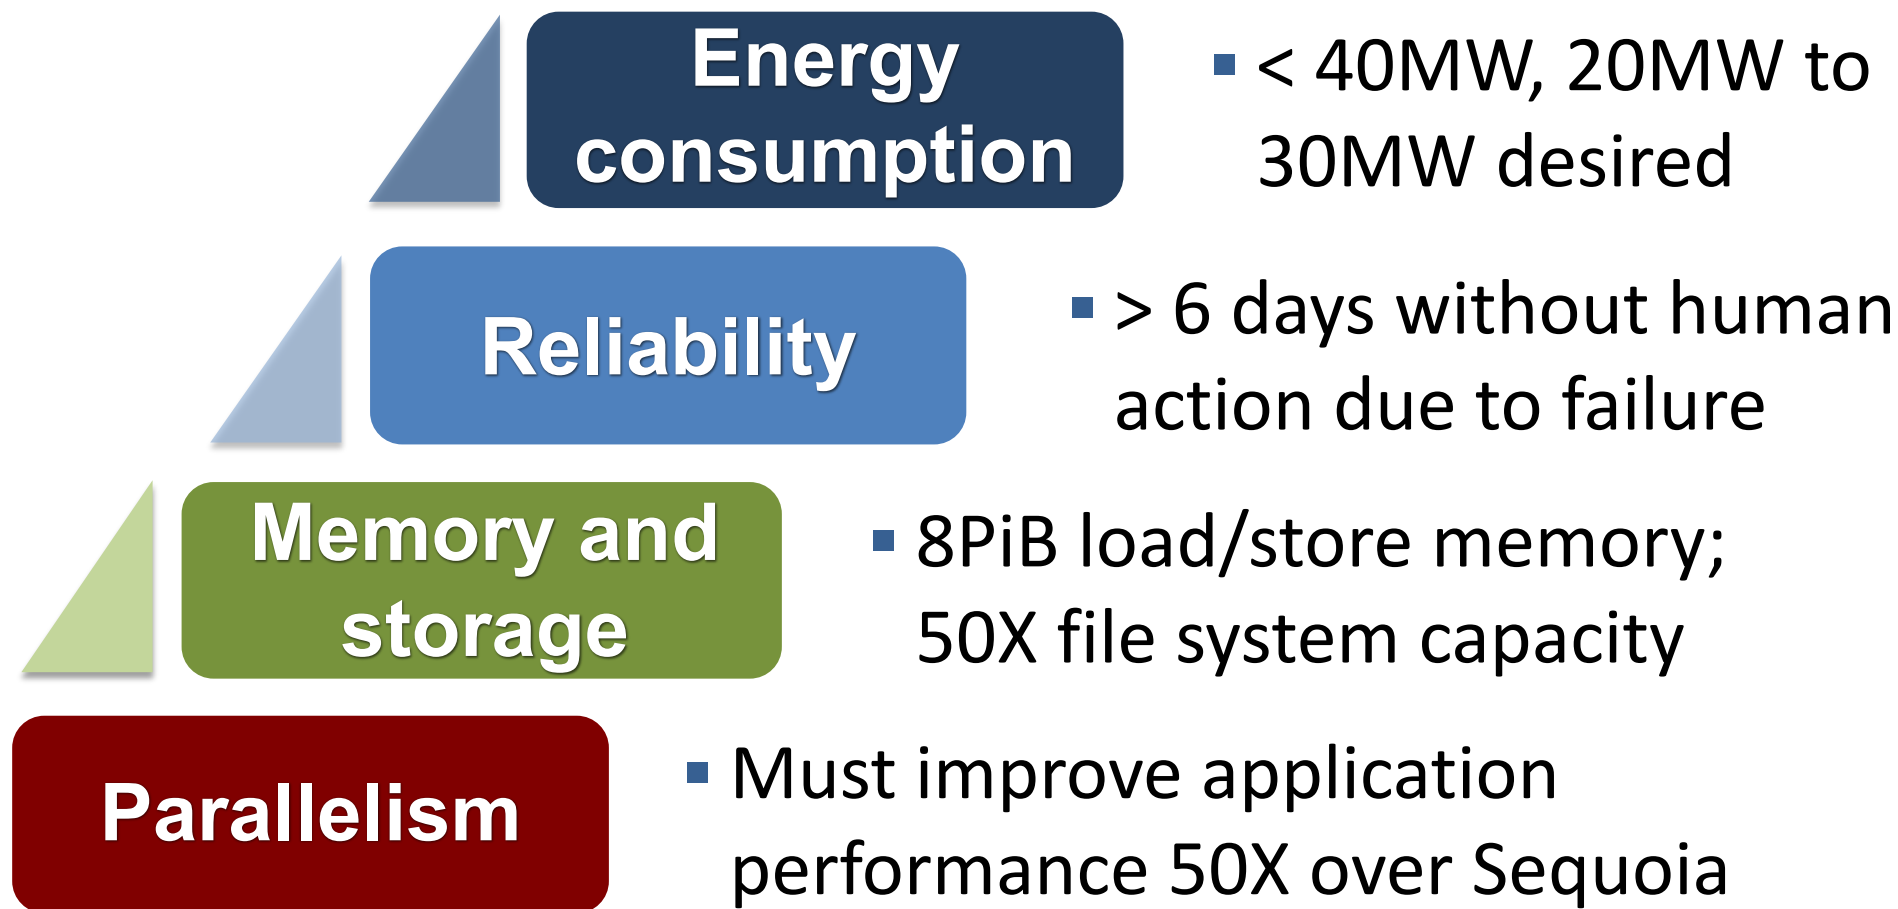 Energy
consumption
▪ < 40MW, 20MW to
30MW desired
Reliability
▪ > 6 days without human
action due to failure
Memory and
storage
▪ 8PiB load/store memory;
50X file system capacity
Parallelism
▪ Must improve application
performance 50X over Sequoia